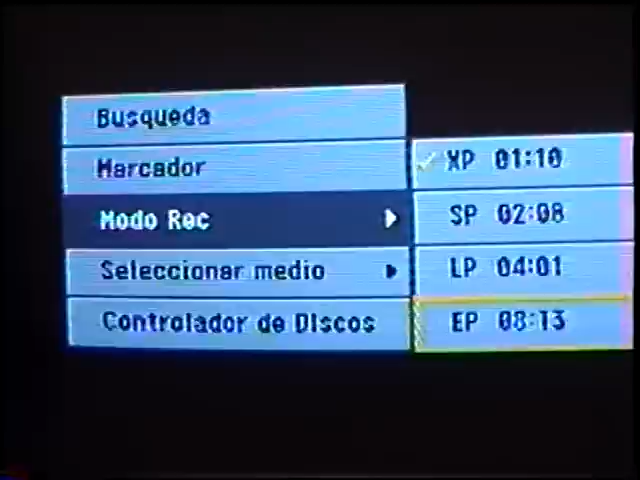 Busqueda
Marcador
✓ XP 01:10
Modo Rec
SP 02:08
Seleccionar medio
LP 04:01
Controlador de Discos
EP 08:13